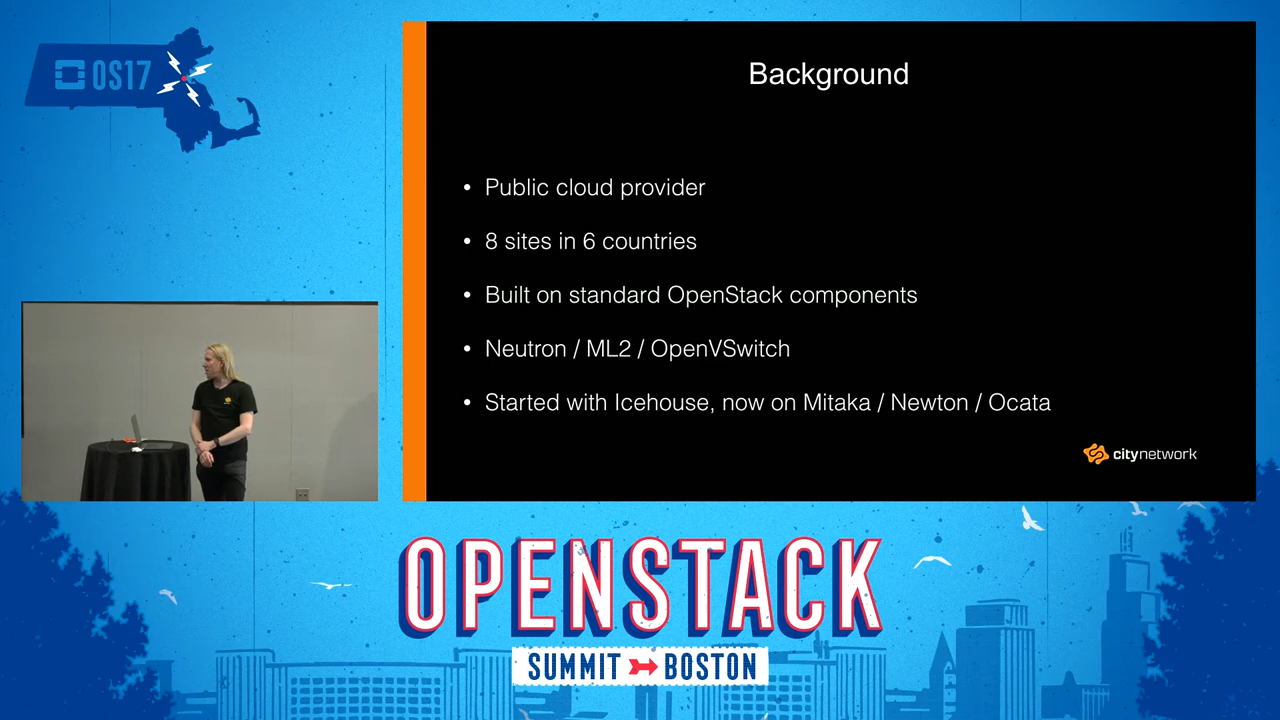 OS17
Background
• Public cloud provider
• 8 sites in 6 countries
• Built on standard OpenStack components
• Neutron / ML2 / OpenVSwitch
• Started with Icehouse, now on Mitaka / Newton / Ocata
citynetwork
OPENSTACK
SUMMIT BOSTON